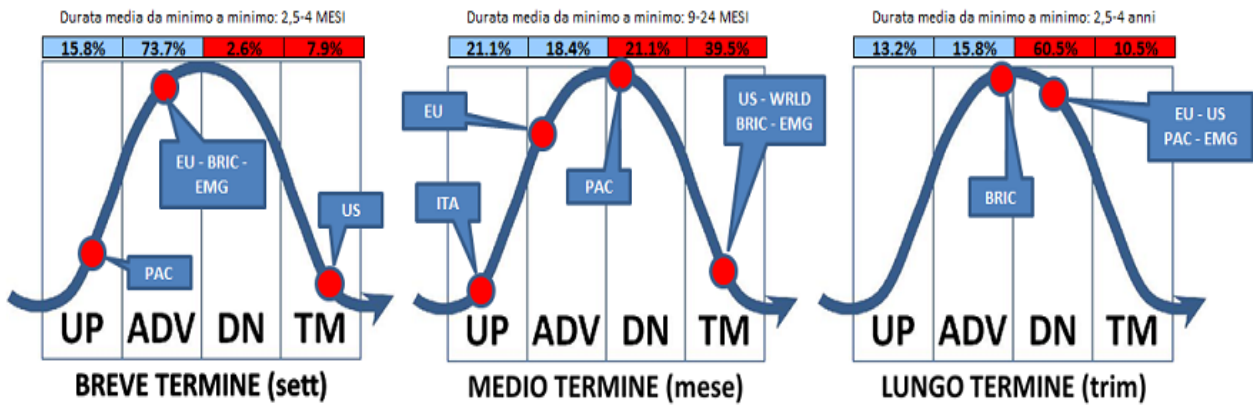 Durata media da minimo a minimo: 2,5-4 MESI
15.8% 73.7% 2.6% 7.9%
EU - BRIC -
EMG
US
PAC
UP ADV DN TM
BREVE TERMINE (sett)
Durata media da minimo a minimo: 9-24 MESI
21.1% 18.4% 21.1% 39.5%
EU
US - WRLD
BRIC - EMG
PAC
ITA
UP ADV DN TM
MEDIO TERMINE (mese)
Durata media da minimo a minimo: 2,5-4 anni
13.2% 15.8% 60.5% 10.5%
EU - US
PAC - EMG
BRIC
UP ADV DN TM
LUNGO TERMINE (trim)